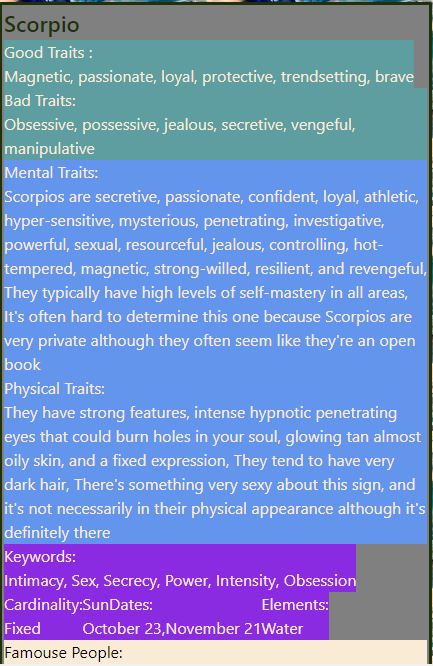 Scorpio
Good Traits :
Magnetic, passionate, loyal, protective, trendsetting, brave
Bad Traits:
Obsessive, possessive, jealous, secretive, vengeful,
manipulative
Mental Traits:
Scorpios are secretive, passionate, confident, loyal, athletic,
hyper-sensitive, mysterious, penetrating, investigative,
powerful, sexual, resourceful, jealous, controlling, hot-
tempered, magnetic, strong-willed, resilient, and revengeful,
They typically have high levels of self-mastery in all areas,
It's often hard to determine this one because Scorpios are
very private although they often seem like they're an open
book
Physical Traits:
They have strong features, intense hypnotic penetrating
eyes that could burn holes in your soul, glowing tan almost
oily skin, and a fixed expression, They tend to have very
dark hair, There's something very sexy about this sign, and
it's not necessarily in their physical appearance although it's
definitely there
Keywords:
Intimacy, Sex, Secrecy, Power, Intensity, Obsession
Cardinality:SunDates: Elements:
Fixed October 23,November 21Water
Famouse People: